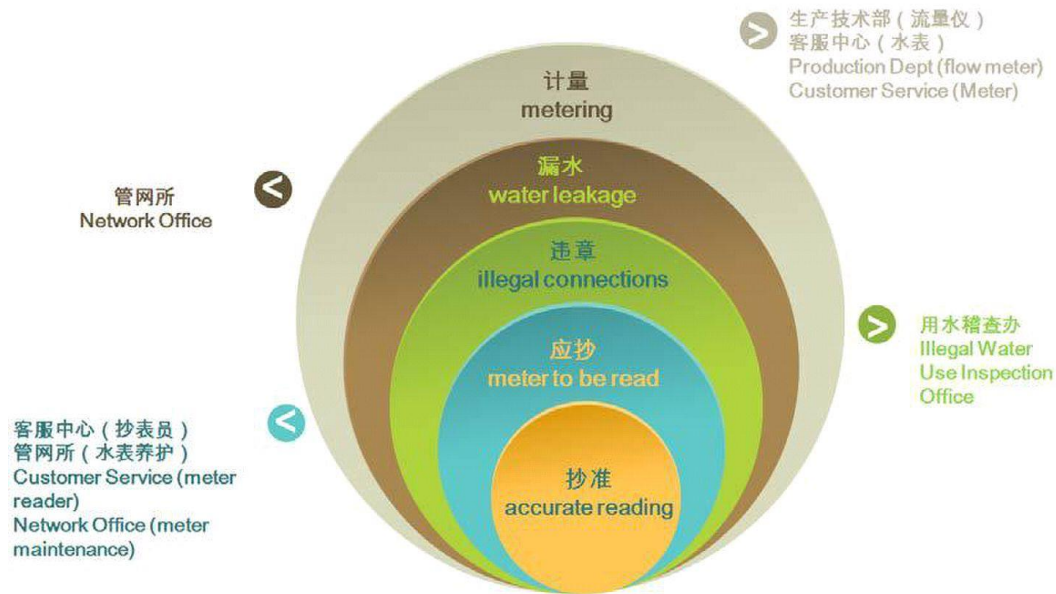 生产技术部（流量仪）
客服中心（水表）
Production Dept (flow meter)
Customer Service (Meter)
计量
metering
漏水
water leakage
管网所
Network Office
违章
illegal connections
用水稽查办
Illegal Water
Use Inspection
Office
应抄
meter to be read
客服中心（抄表员）
管网所（水表养护）
Customer Service (meter
reader)
Network Office (meter
maintenance)
抄准
accurate reading